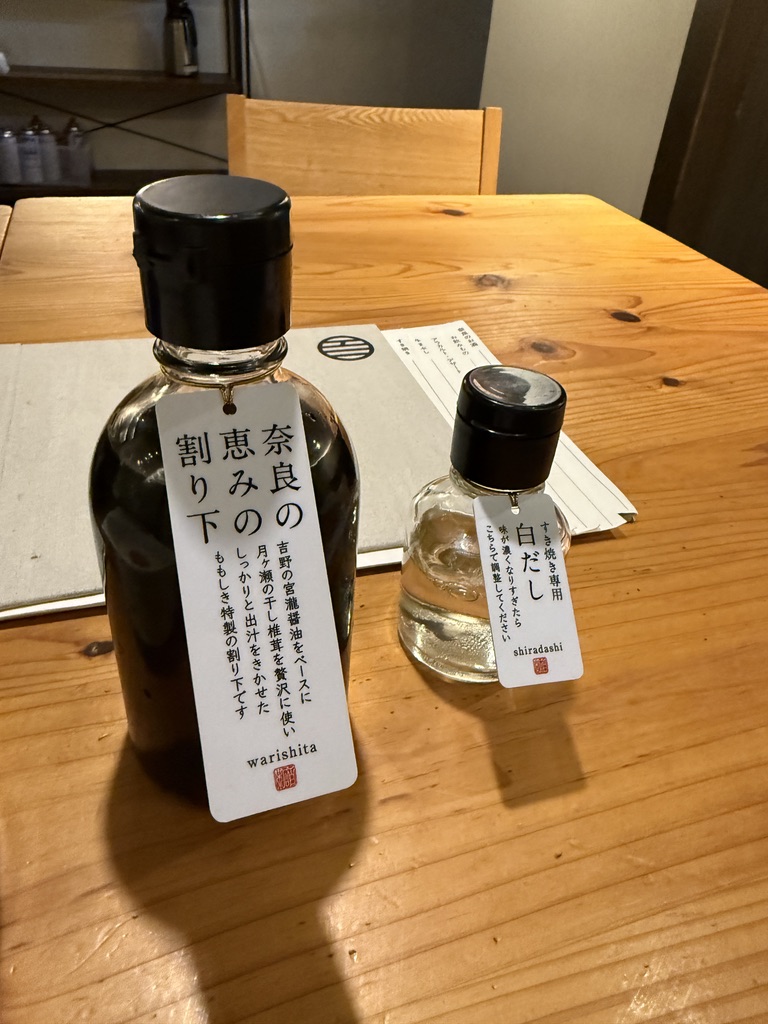 奈良の
恵みの
割り下
吉野の宮瀧醤油をベースに
月ヶ瀬の干し椎茸を贅沢に使い
しっかりと出汁をきかせた
ももしき特製の割り下です
warishita
すき焼き専用
白だし
味が濃くなりすぎたら
こちらで調整してください
shiradashi